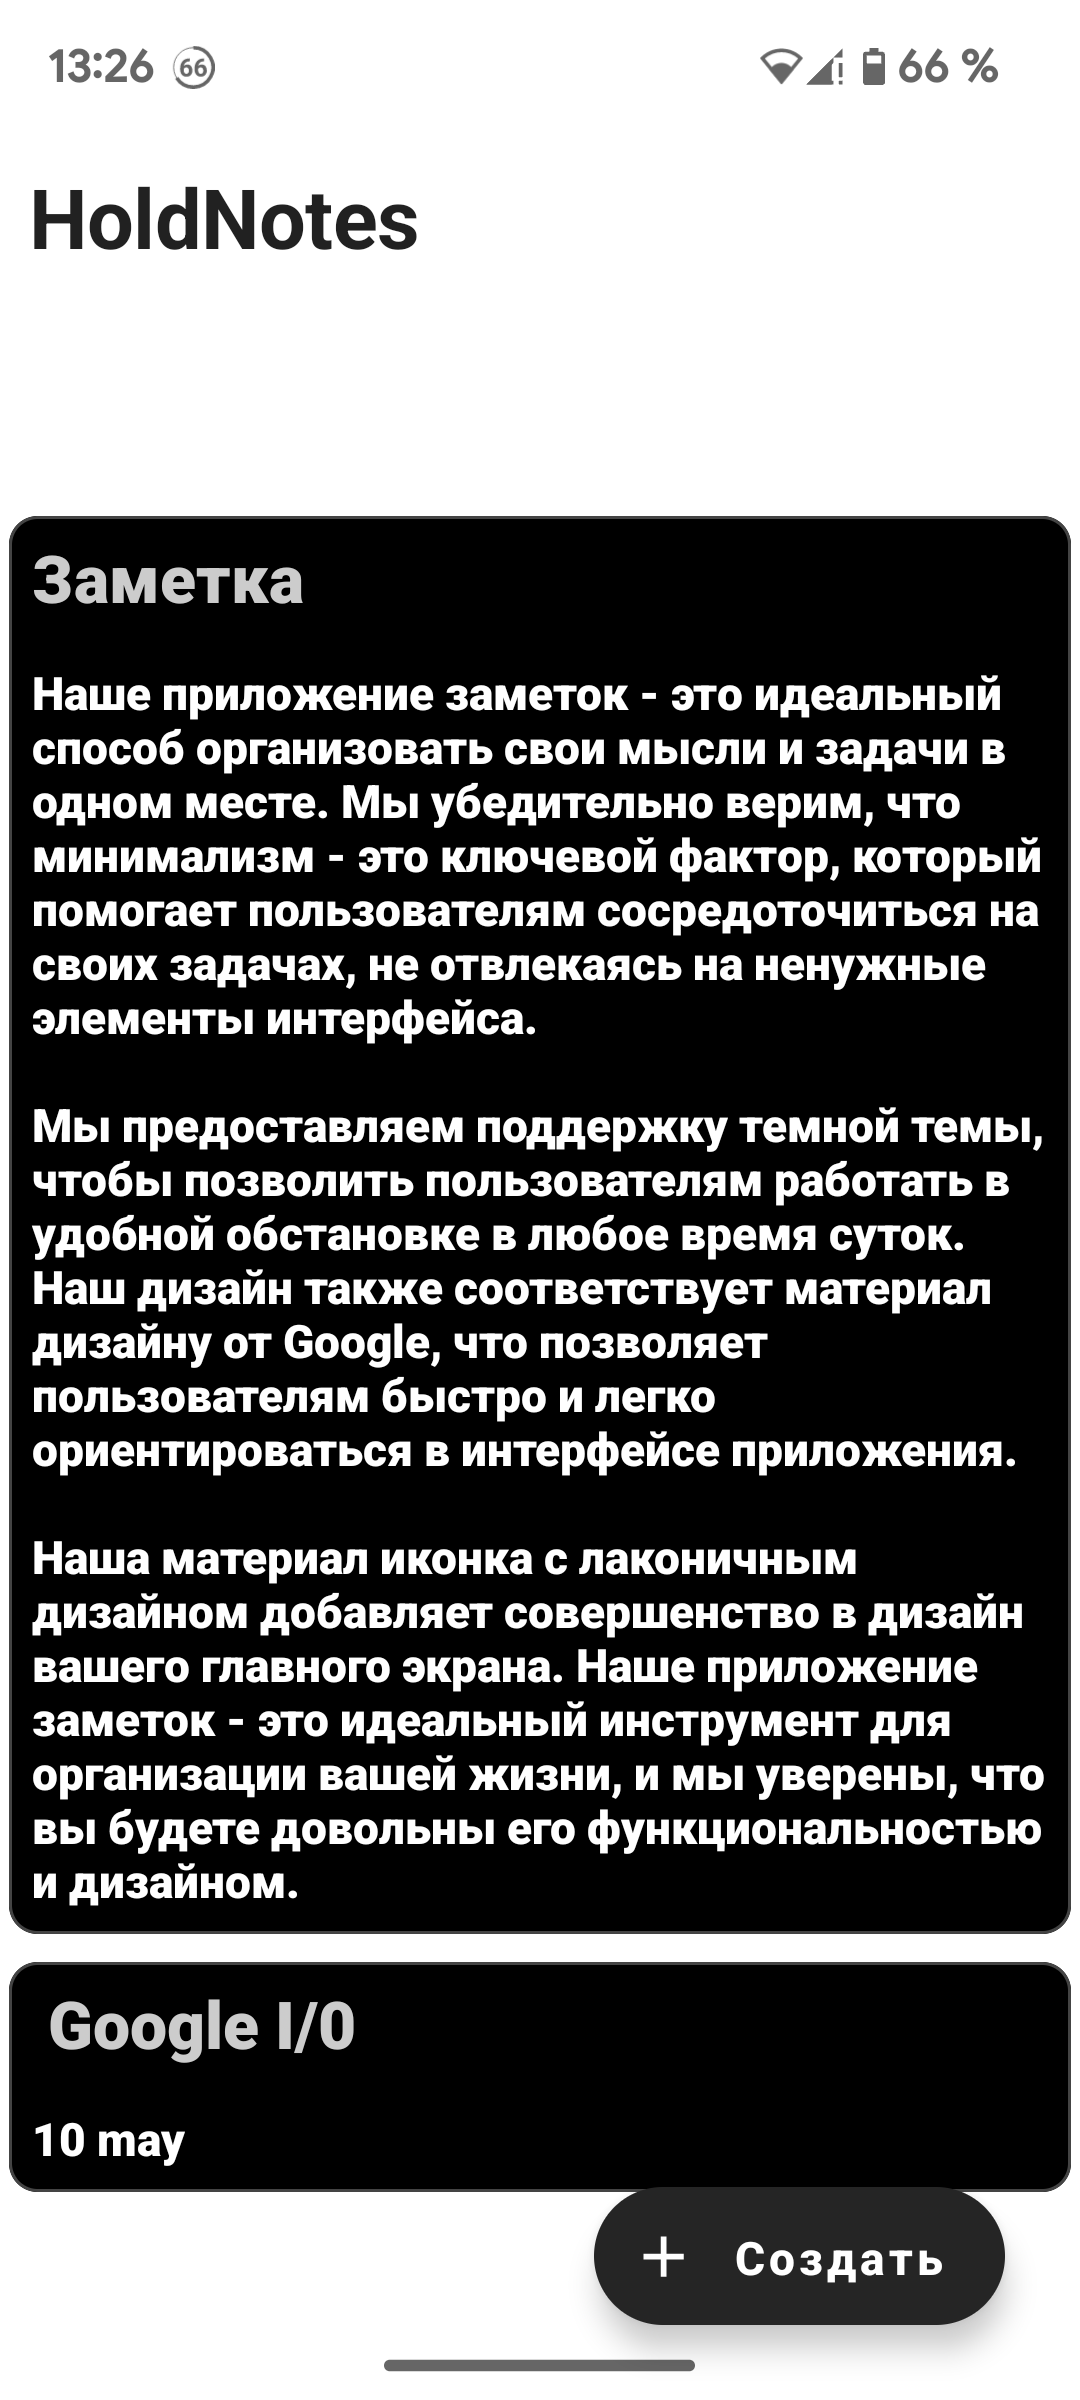 13:26 66 66 %
HoldNotes
Заметка
Наше приложение заметок - это идеальный
способ организовать свои мысли и задачи в
одном месте. Мы убедительно верим, что
минимализм - это ключевой фактор, который
помогает пользователям сосредоточиться на
своих задачах, не отвлекаясь на ненужные
элементы интерфейса.
Мы предоставляем поддержку темной темы,
чтобы позволить пользователям работать в
удобной обстановке в любое время суток.
Наш дизайн также соответствует материал
дизайну от Google, что позволяет
пользователям быстро и легко
ориентироваться в интерфейсе приложения.
Наша материал иконка с лаконичным
дизайном добавляет совершенство в дизайн
вашего главного экрана. Наше приложение
заметок - это идеальный инструмент для
организации вашей жизни, и мы уверены, что
вы будете довольны его функциональностью
и дизайном.
Google I/0
10 may
+ Создать